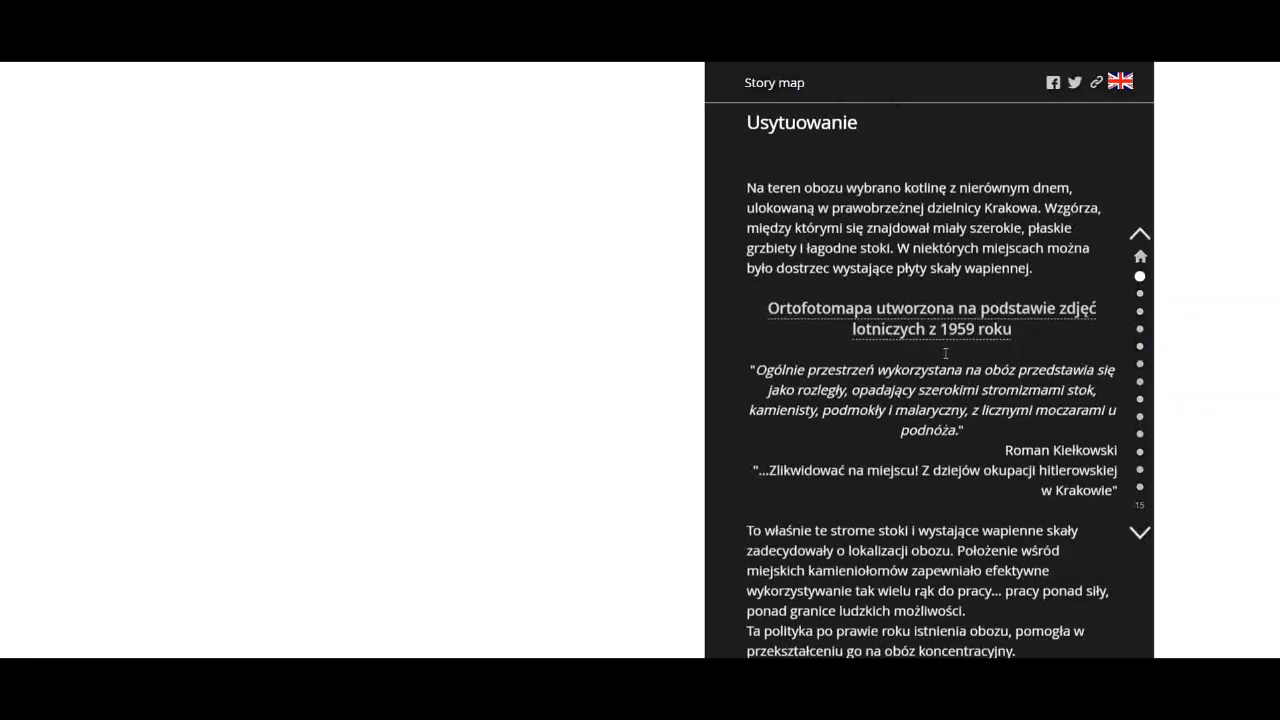 Story map
Usytuowanie
Na teren obozu wybrano kotlinę z nierównym dnem,
ulokowaną w prawobrzeżnej dzielnicy Krakowa. Wzgórza,
między którymi się znajdował miały szerokie, płaskie
grzbiety i łagodne stoki. W niektórych miejscach można
było dostrzec wystające płyty skały wapiennej.
Ortofotomapa utworzona na podstawie zdjęć
lotniczych z 1959 roku
"Ogólnie przestrzeń wykorzystana na obóz przedstawia się
jako rozległy, opadający szerokimi stromizmami stok,
kamienisty, podmokły i malaryczny, z licznymi moczarami u
podnóża."
Roman Kiełkowski
"...Zlikwidować na miejscu! Z dziejów okupacji hitlerowskiej
w Krakowie"
To właśnie te strome stoki i wystające wapienne skały
zadecydowały o lokalizacji obozu. Położenie wśród
miejskich kamieniołomów zapewniało efektywne
wykorzystywanie tak wielu rąk do pracy... pracy ponad siły,
ponad granice ludzkich możliwości.
Ta polityka po prawie roku istnienia obozu, pomogła w
przekształceniu go na obóz koncentracyjny.
15